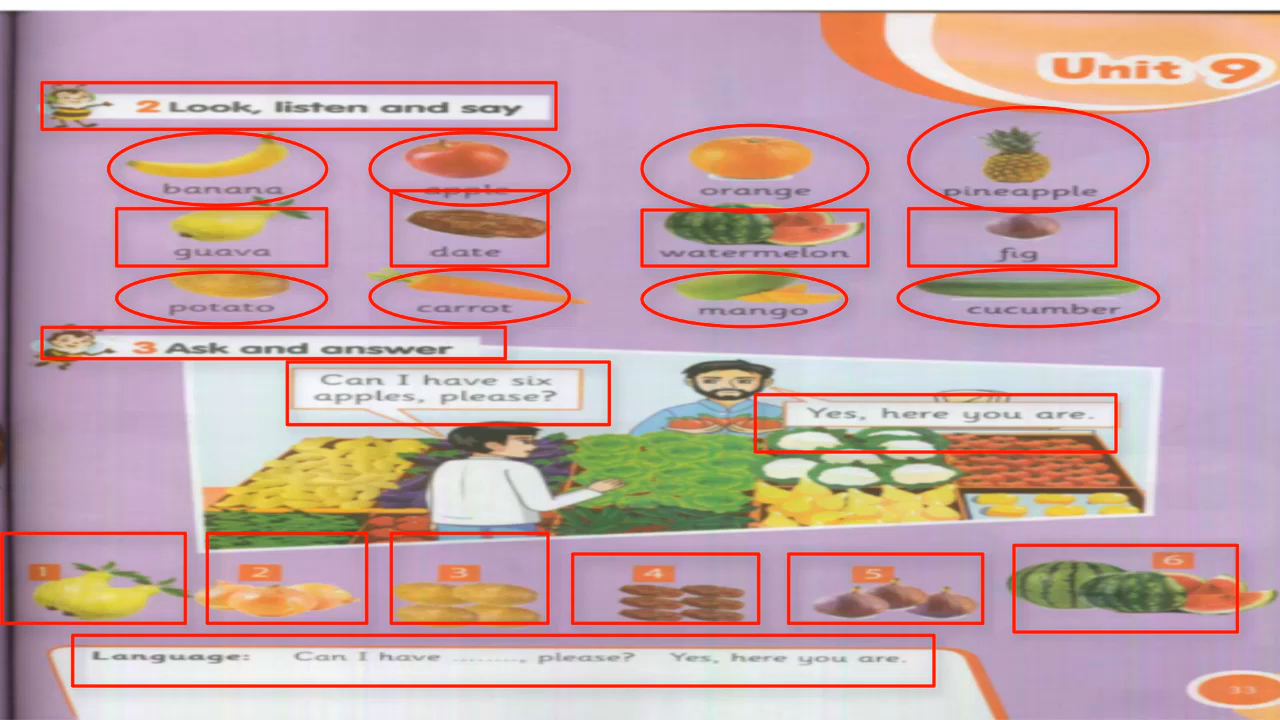 Unit 9
2 Look, listen and say
banana apple orange pineapple
guava date watermelon fig
potato carrot mango cucumber
3 Ask and answer
Can I have six
apples, please?
Yes, here you are.
1 2 3 4 5 6
Language: Can I have ........, please? Yes, here you are.
33